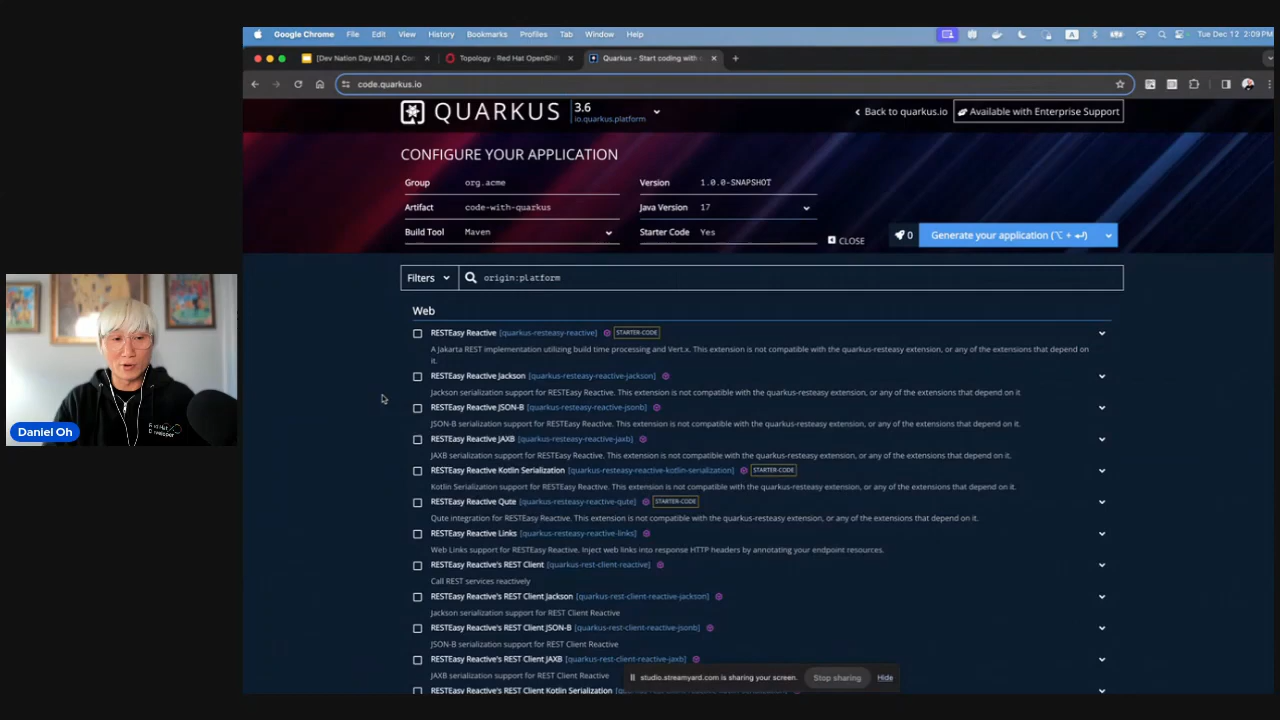 Google Chrome File Edit View History Bookmarks Profiles Tab Window Help A Tue Dec 12 2:09 PM
[Dev Nation Day MAD] A Co Topology - Red Hat OpenShi Quarkus - Start coding with c
code.quarkus.io
QUARKUS 3.6 io.quarkus.platform Back to quarkus.io Available with Enterprise Support
CONFIGURE YOUR APPLICATION
Group org.acme Version 1.0.0-SNAPSHOT
Artifact code-with-quarkus Java Version 17
Build Tool Maven Starter Code Yes CLOSE 0 Generate your application (⌥ + ⏎)
Filters origin:platform
Web
RESTEasy Reactive [quarkus-resteasy-reactive] STARTER-CODE
A Jakarta REST implementation utilizing build time processing and Vert.x. This extension is not compatible with the quarkus-resteasy extension, or any of the extensions that depend on
it.
RESTEasy Reactive Jackson [quarkus-resteasy-reactive-jackson]
Jackson serialization support for RESTEasy Reactive. This extension is not compatible with the quarkus-resteasy extension, or any of the extensions that depend on it
RESTEasy Reactive JSON-B [quarkus-resteasy-reactive-jsonb]
JSON-B serialization support for RESTEasy Reactive. This extension is not compatible with the quarkus-resteasy extension, or any of the extensions that depend on it.
RESTEasy Reactive JAXB [quarkus-resteasy-reactive-jaxb]
JAXB serialization support for RESTEasy Reactive. This extension is not compatible with the quarkus-resteasy extension, or any of the extensions that depend on it.
RESTEasy Reactive Kotlin Serialization [quarkus-resteasy-reactive-kotlin-serialization] STARTER-CODE
Kotlin Serialization support for RESTEasy Reactive. This extension is not compatible with the quarkus-resteasy extension, or any of the extensions that depend on it.
RESTEasy Reactive Qute [quarkus-resteasy-reactive-qute] STARTER-CODE
Qute integration for RESTEasy Reactive. This extension is not compatible with the quarkus-resteasy extension, or any of the extensions that depend on it.
RESTEasy Reactive Links [quarkus-resteasy-reactive-links]
Web Links support for RESTEasy Reactive. Inject web links into response HTTP headers by annotating your endpoint resources.
RESTEasy Reactive's REST Client [quarkus-rest-client-reactive]
Call REST services reactively
RESTEasy Reactive's REST Client Jackson [quarkus-rest-client-reactive-jackson]
Jackson serialization support for REST Client Reactive
RESTEasy Reactive's REST Client JSON-B [quarkus-rest-client-reactive-jsonb]
JSON-B serialization support for REST Client Reactive
RESTEasy Reactive's REST Client JAXB [quarkus-rest-client-reactive-jaxb]
JAXB serialization support for REST Client Reactive
RESTEasy Reactive's REST Client Kotlin Serialization
studio.streamyard.com is sharing your screen. Stop sharing Hide
Daniel Oh
Red Hat
Developer